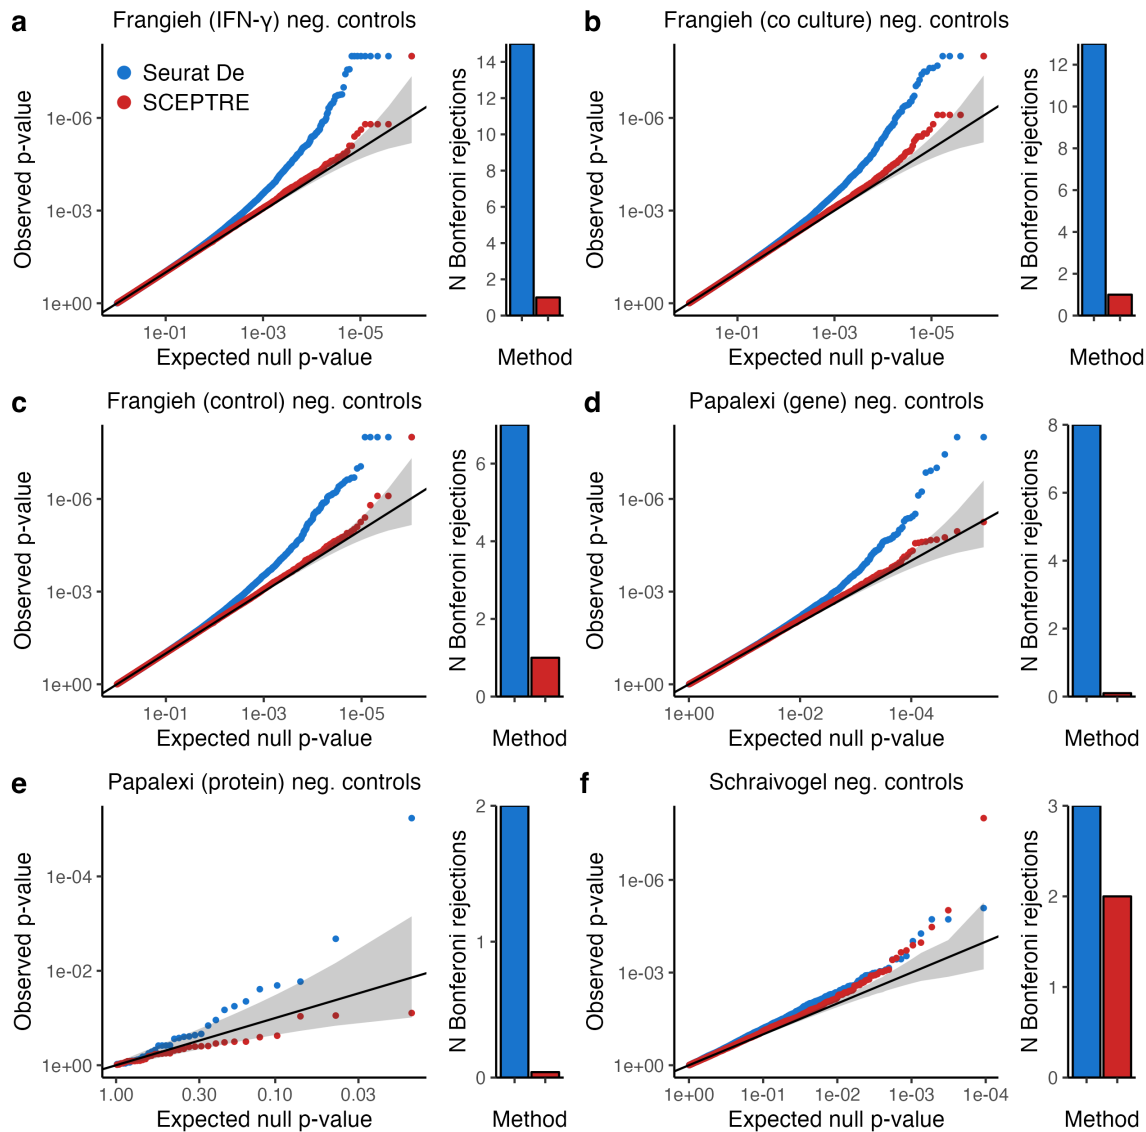 a
Frangieh (IFN-γ) neg. controls
Seurat De
SCEPTRE
Observed p-value
1e-06
1e-03
1e+00
1e-01
1e-03
1e-05
Expected null p-value
N Bonferoni rejections
14
12
10
8
6
4
2
0
Method
b
Frangieh (co culture) neg. controls
Observed p-value
1e-06
1e-03
1e+00
1e-01
1e-03
1e-05
Expected null p-value
N Bonferoni rejections
12
10
8
6
4
2
0
Method
c
Frangieh (control) neg. controls
Observed p-value
1e-06
1e-03
1e+00
1e-01
1e-03
1e-05
Expected null p-value
N Bonferoni rejections
6
4
2
0
Method
d
Papalexi (gene) neg. controls
Observed p-value
1e-06
1e-03
1e+00
1e+00
1e-02
1e-04
Expected null p-value
N Bonferoni rejections
8
6
4
2
0
Method
e
Papalexi (protein) neg. controls
Observed p-value
1e-04
1e-02
1e+00
1.00
0.30
0.10
0.03
Expected null p-value
N Bonferoni rejections
2
1
0
Method
f
Schraivogel neg. controls
Observed p-value
1e-06
1e-03
1e+00
1e+00
1e-01
1e-02
1e-03
1e-04
Expected null p-value
N Bonferoni rejections
3
2
1
0
Method